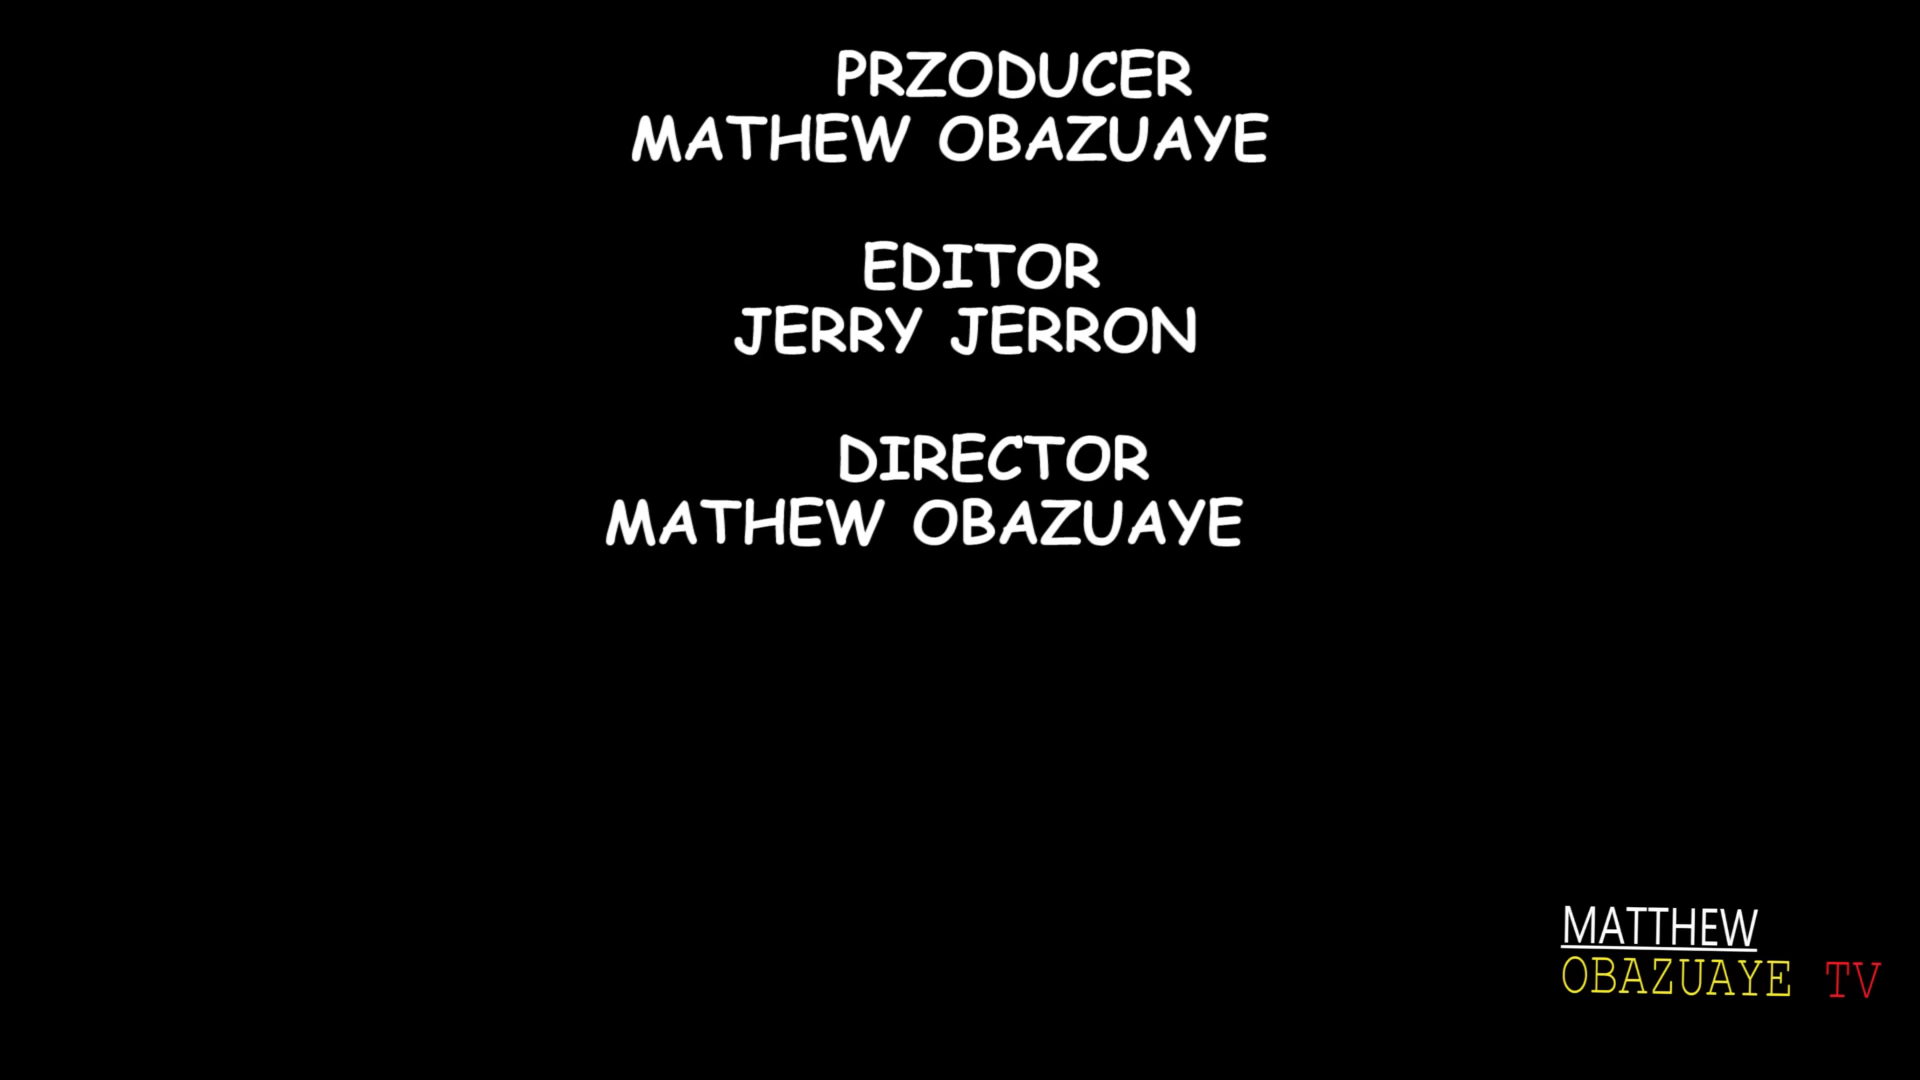 PRZODUCER
MATHEW OBAZUAYE
EDITOR
JERRY JERRON
DIRECTOR
MATHEW OBAZUAYE
MATTHEW
OBAZUAYE TV